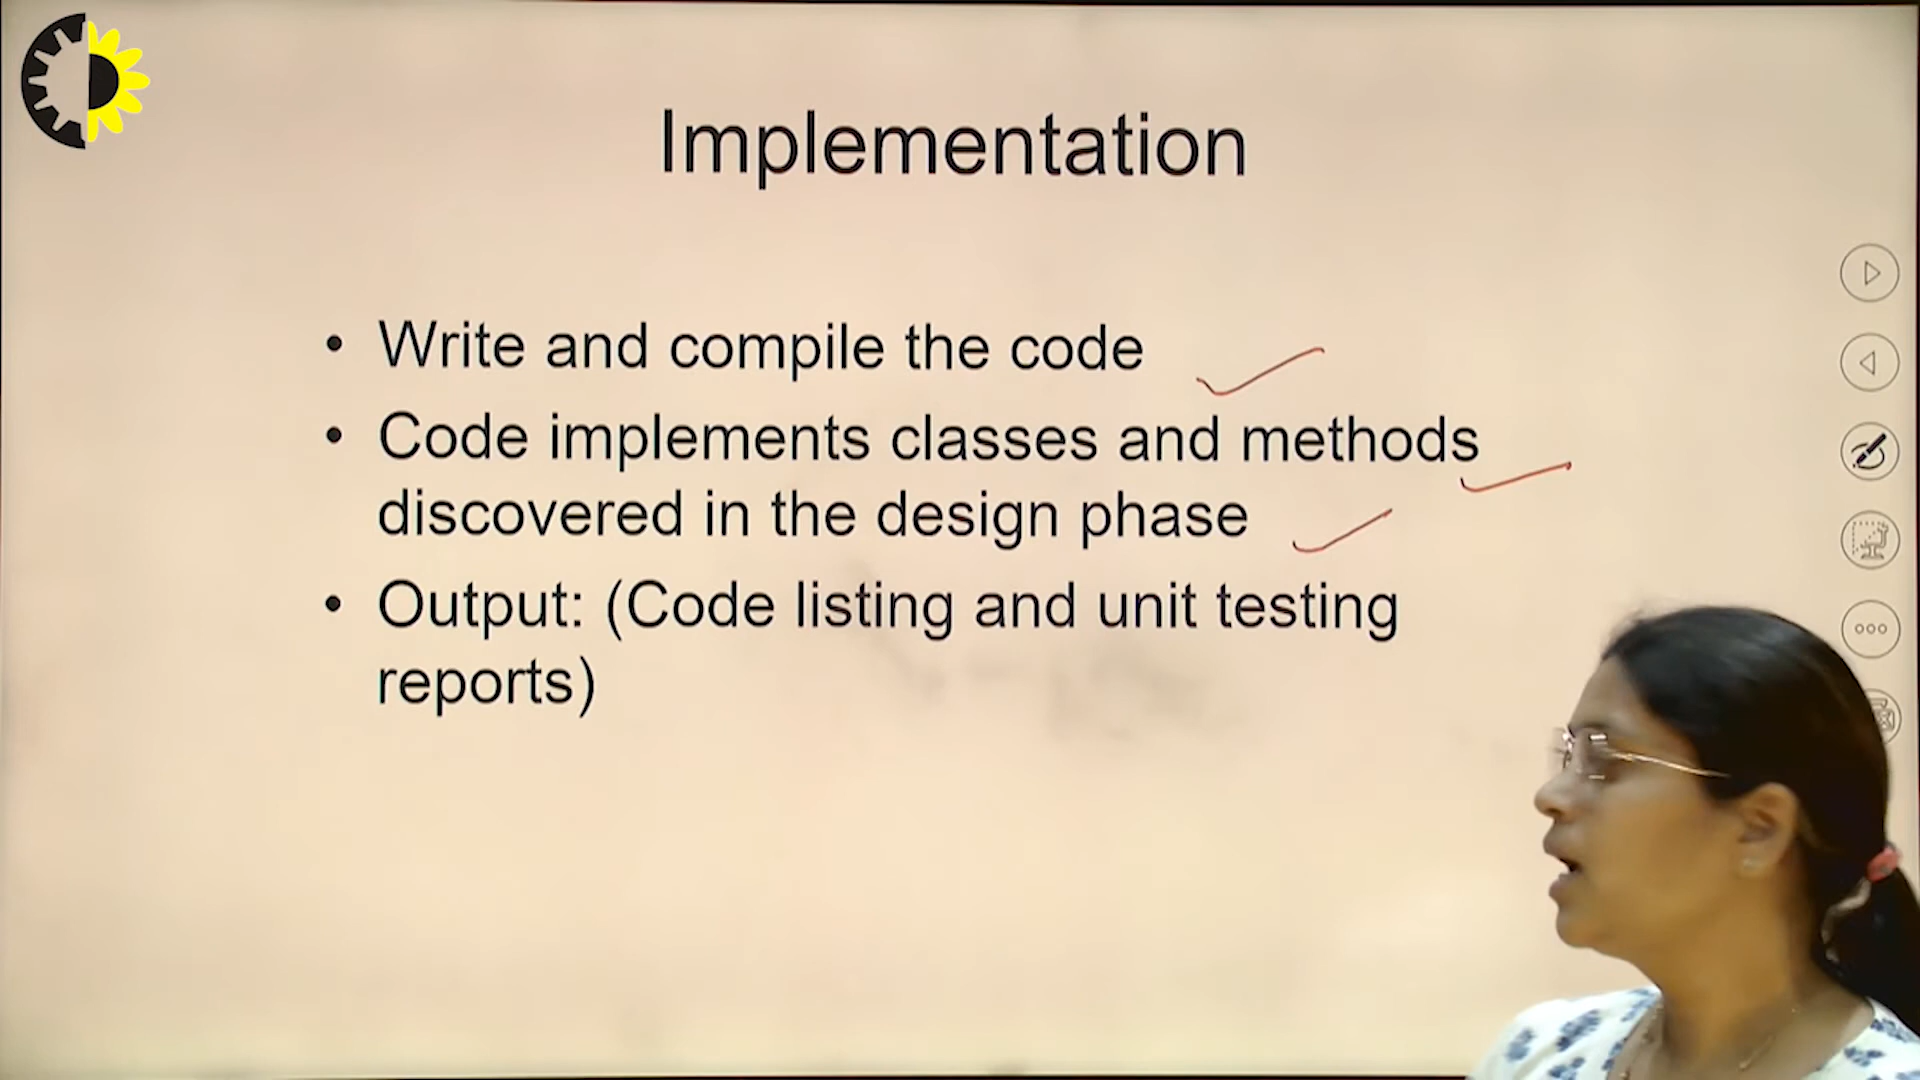 Implementation
• Write and compile the code
• Code implements classes and methods
discovered in the design phase
• Output: (Code listing and unit testing
reports)